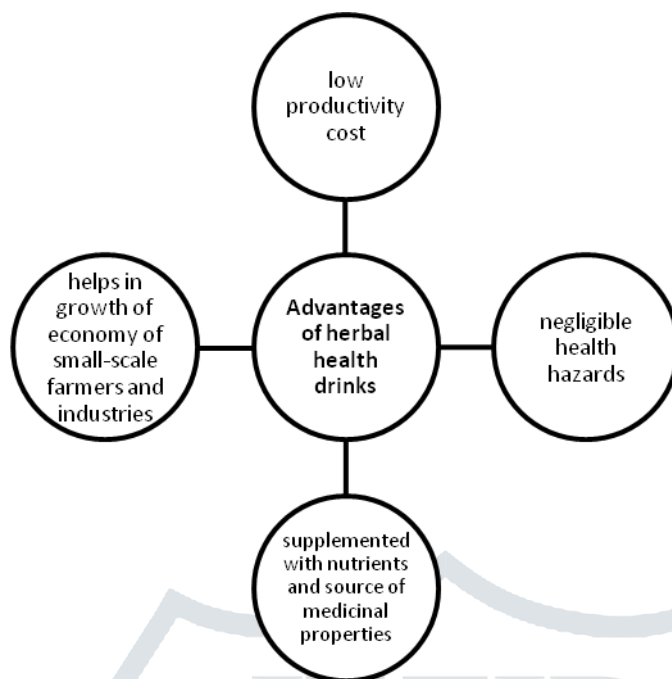 low
productivity
cost
helps in
growth of
economy of
small-scale
farmers and
industries
Advantages
of herbal
health
drinks
negligible
health
hazards
supplemented
with nutrients
and source of
medicinal
properties